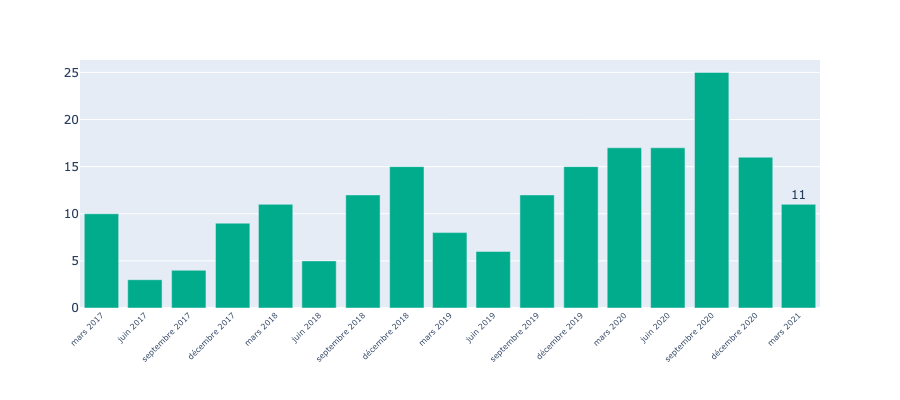 25
20
15
10
5
0
11
mars 2017
juin 2017
septembre 2017
décembre 2017
mars 2018
juin 2018
septembre 2018
décembre 2018
mars 2019
juin 2019
septembre 2019
décembre 2019
mars 2020
juin 2020
septembre 2020
décembre 2020
mars 2021